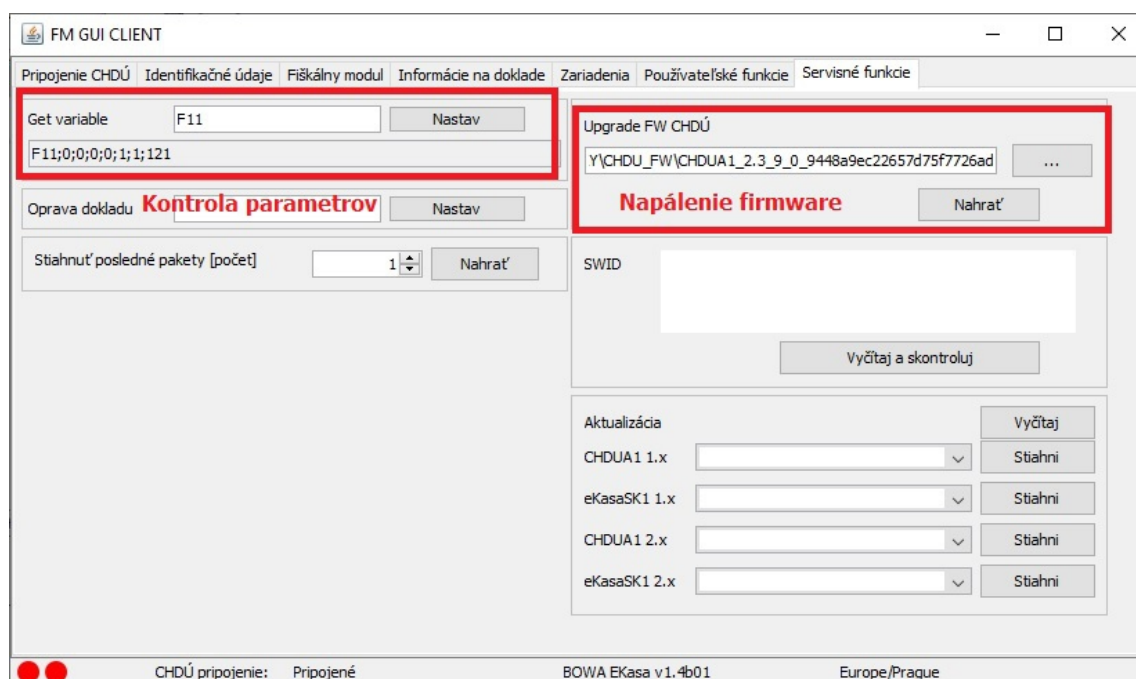 FM GUI CLIENT
Pripojenie CHDÚ Identifikačné údaje Fiškálny modul Informácie na doklade Zariadenia Používateľské funkcie Servisné funkcie
Get variable F11 Nastav
F11;0;0;0;0;1;1;121
Oprava dokladu Kontrola parametrov Nastav
Stiahnuť posledné pakety [počet] 1 Nahrať
Upgrade FW CHDÚ
Y\CHDU_FW\CHDUA1_2.3_9_0_9448a9ec22657d75f7726ad ...
Napálenie firmware Nahrať
SWID
Vyčítaj a skontroluj
Aktualizácia Vyčítaj
CHDUA1 1.x Stiahni
eKasaSK1 1.x Stiahni
CHDUA1 2.x Stiahni
eKasaSK1 2.x Stiahni
CHDÚ pripojenie: Pripojené BOWA EKasa v1.4b01 Europe/Prague